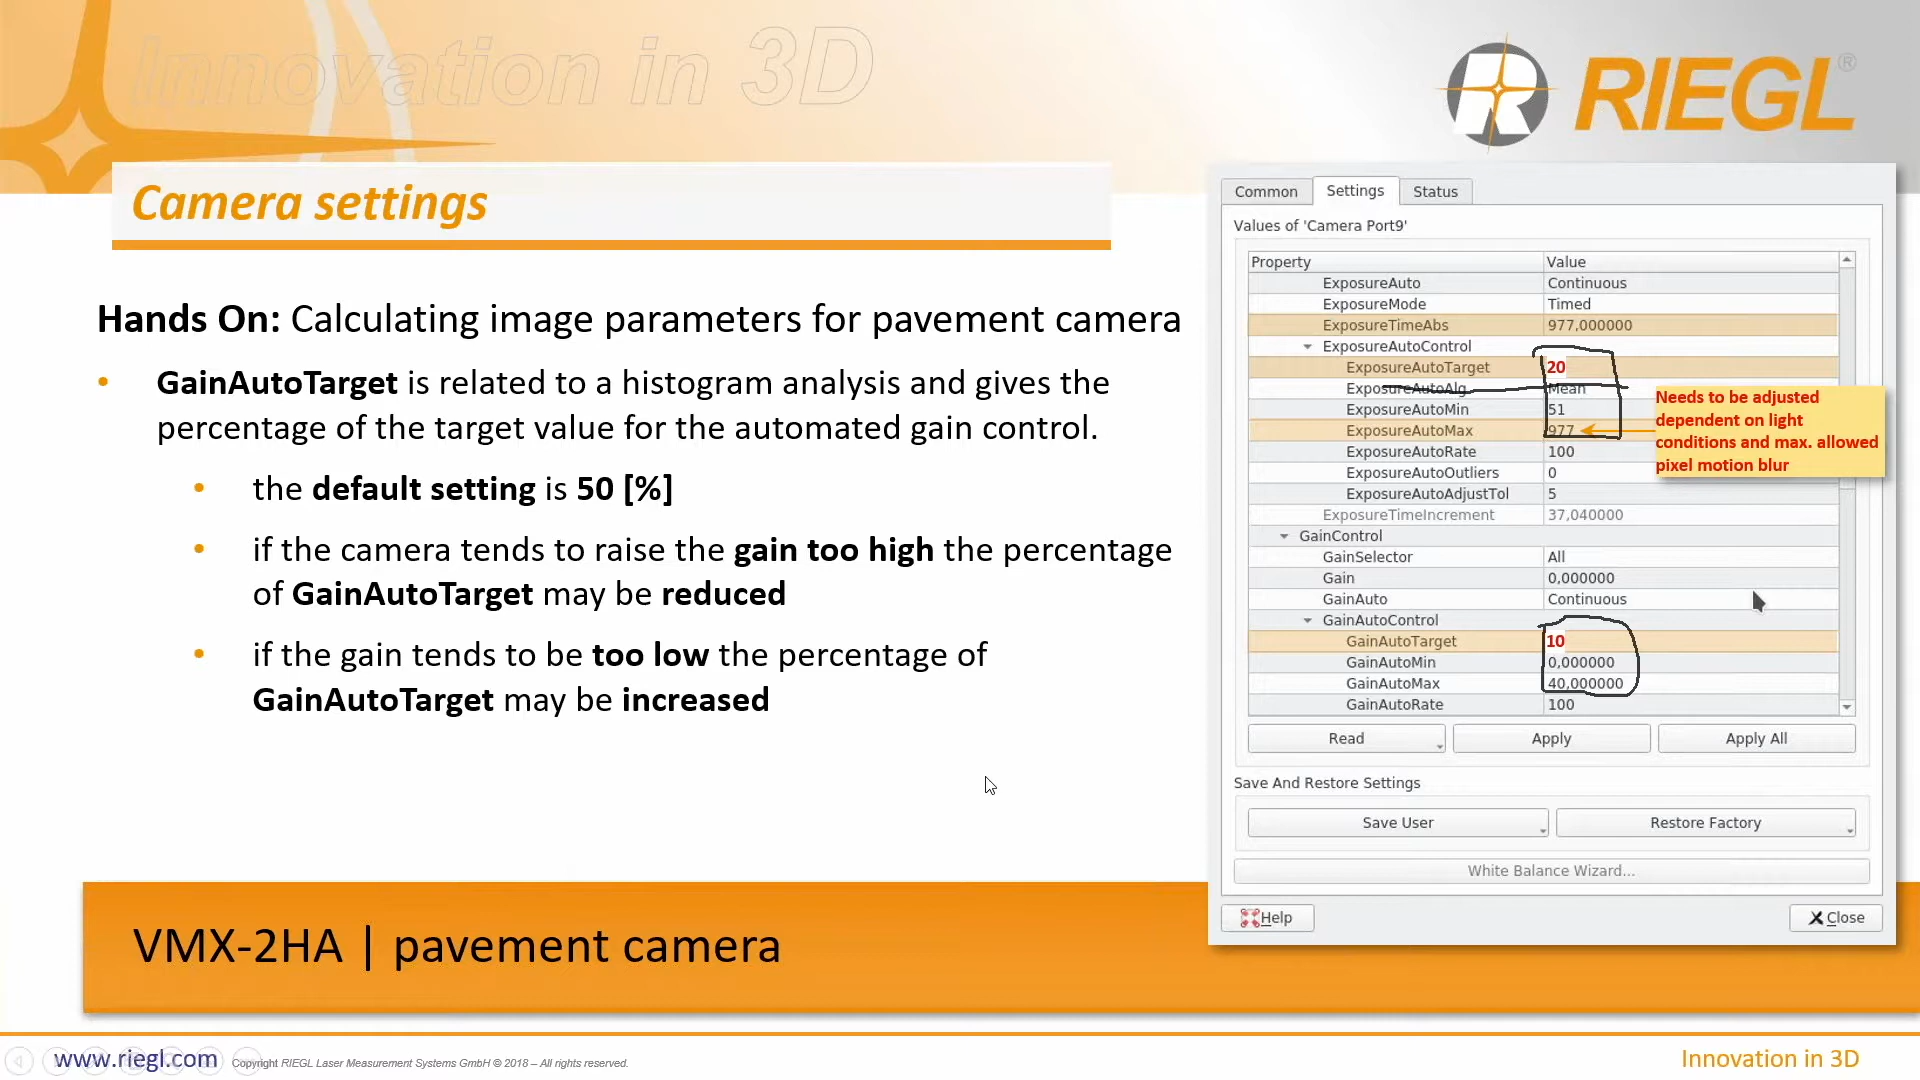 Innovation in 3D
RIEGL®
Camera settings
Hands On: Calculating image parameters for pavement camera
• GainAutoTarget is related to a histogram analysis and gives the
percentage of the target value for the automated gain control.
• the default setting is 50 [%]
• if the camera tends to raise the gain too high the percentage
of GainAutoTarget may be reduced
• if the gain tends to be too low the percentage of
GainAutoTarget may be increased
Common Settings Status
Values of 'Camera Port9'
Property Value
ExposureAuto Continuous
ExposureMode Timed
ExposureTimeAbs 977,000000
ExposureAutoControl
ExposureAutoTarget 20
ExposureAutoAlg Mean
ExposureAutoMin 51
ExposureAutoMax 977
ExposureAutoRate 100
ExposureAutoOutliers 0
ExposureAutoAdjustTol 5
ExposureTimeIncrement 37,040000
GainControl
GainSelector All
Gain 0,000000
GainAuto Continuous
GainAutoControl
GainAutoTarget 10
GainAutoMin 0,000000
GainAutoMax 40,000000
GainAutoRate 100
Needs to be adjusted
dependent on light
conditions and max. allowed
pixel motion blur
Read Apply Apply All
Save And Restore Settings
Save User Restore Factory
White Balance Wizard...
Help Close
VMX-2HA | pavement camera
www.riegl.com Copyright RIEGL Laser Measurement Systems GmbH © 2018 – All rights reserved.
Innovation in 3D